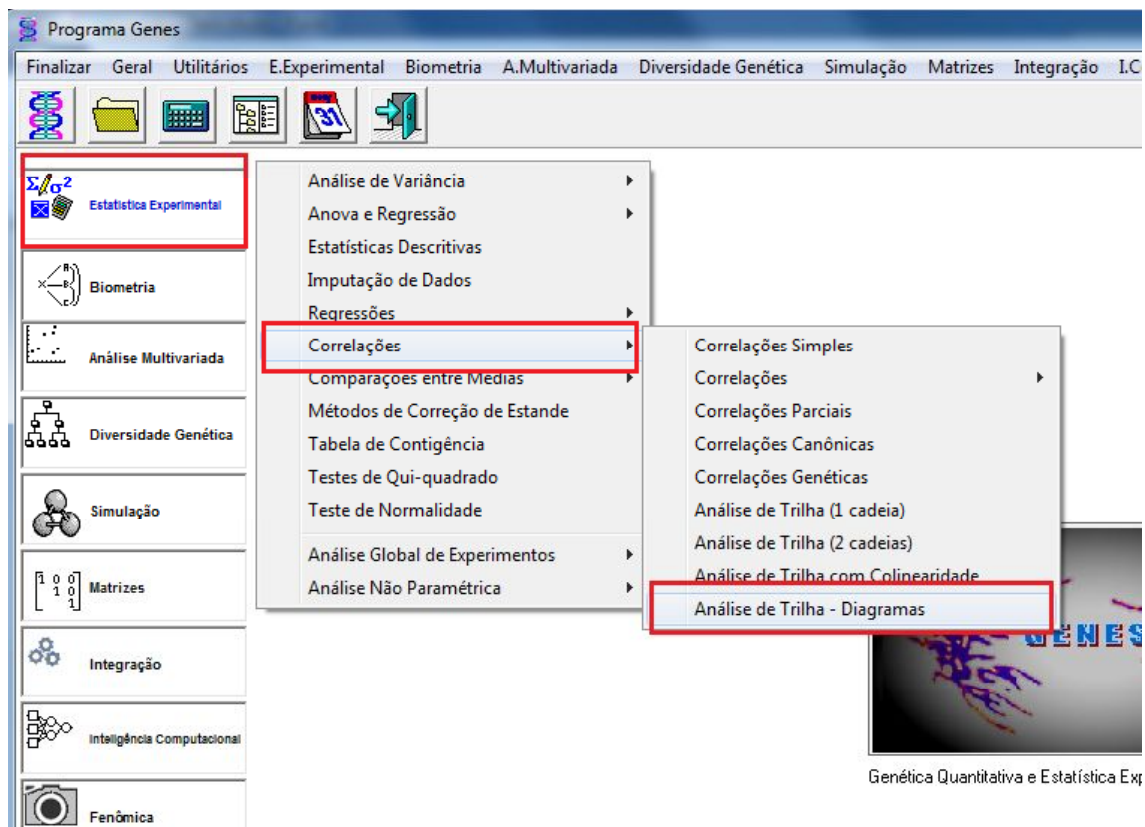 Programa Genes
Finalizar Geral Utilitários E.Experimental Biometria A.Multivariada Diversidade Genética Simulação Matrizes Integração I.C
31
Σ σ²
Estatística Experimental
Biometria
Análise Multivariada
Diversidade Genética
Simulação
Matrizes
Integração
Inteligência Computacional
Fenômica
Análise de Variância
Anova e Regressão
Estatísticas Descritivas
Imputação de Dados
Regressões
Correlações
Comparações entre Médias
Métodos de Correção de Estande
Tabela de Contigência
Testes de Qui-quadrado
Teste de Normalidade
Análise Global de Experimentos
Análise Não Paramétrica
Correlações Simples
Correlações
Correlações Parciais
Correlações Canônicas
Correlações Genéticas
Análise de Trilha (1 cadeia)
Análise de Trilha (2 cadeias)
Análise de Trilha com Colinearidade
Análise de Trilha - Diagramas
GENES
Genética Quantitativa e Estatística Exp